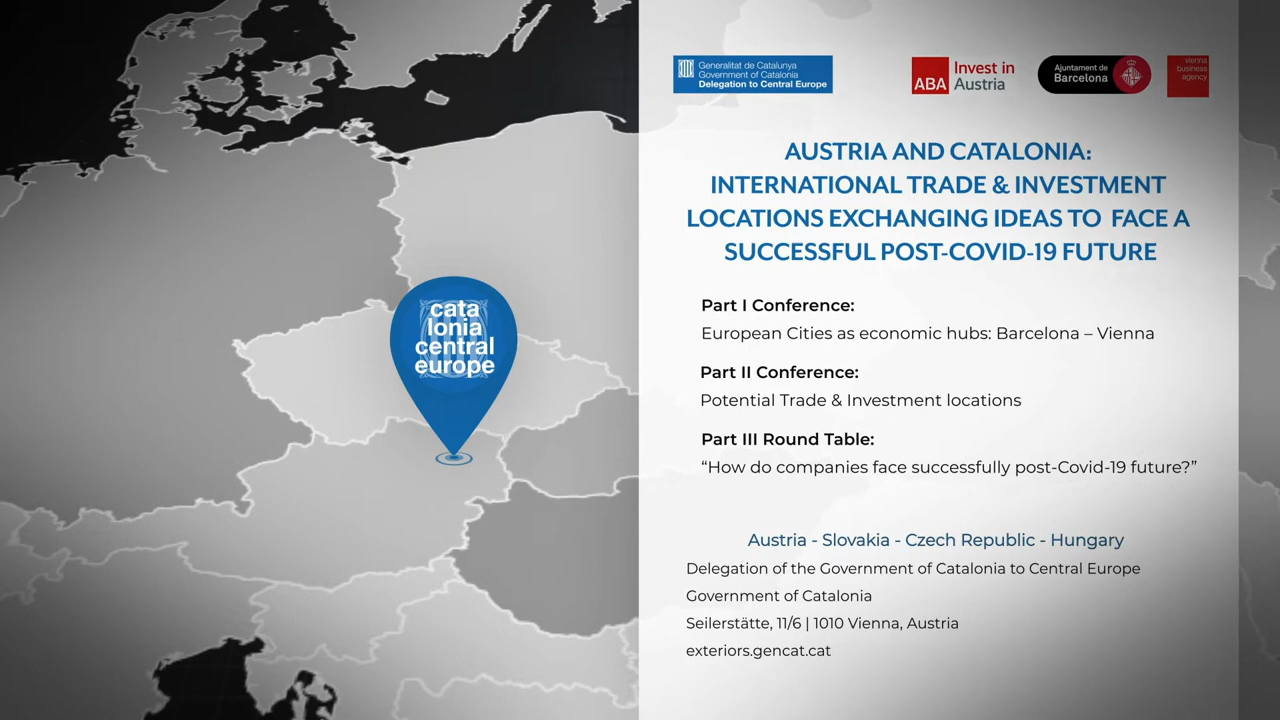 cata
lonia
central
europe
Generalitat de Catalunya
Government of Catalonia
Delegation to Central Europe
ABA
Invest in
Austria
Ajuntament de
Barcelona
vienna
business
agency
AUSTRIA AND CATALONIA:
INTERNATIONAL TRADE & INVESTMENT
LOCATIONS EXCHANGING IDEAS TO FACE A
SUCCESSFUL POST-COVID-19 FUTURE
Part I Conference:
European Cities as economic hubs: Barcelona – Vienna
Part II Conference:
Potential Trade & Investment locations
Part III Round Table:
“How do companies face successfully post-Covid-19 future?”
Austria - Slovakia - Czech Republic - Hungary
Delegation of the Government of Catalonia to Central Europe
Government of Catalonia
Seilerstätte, 11/6 | 1010 Vienna, Austria
exteriors.gencat.cat